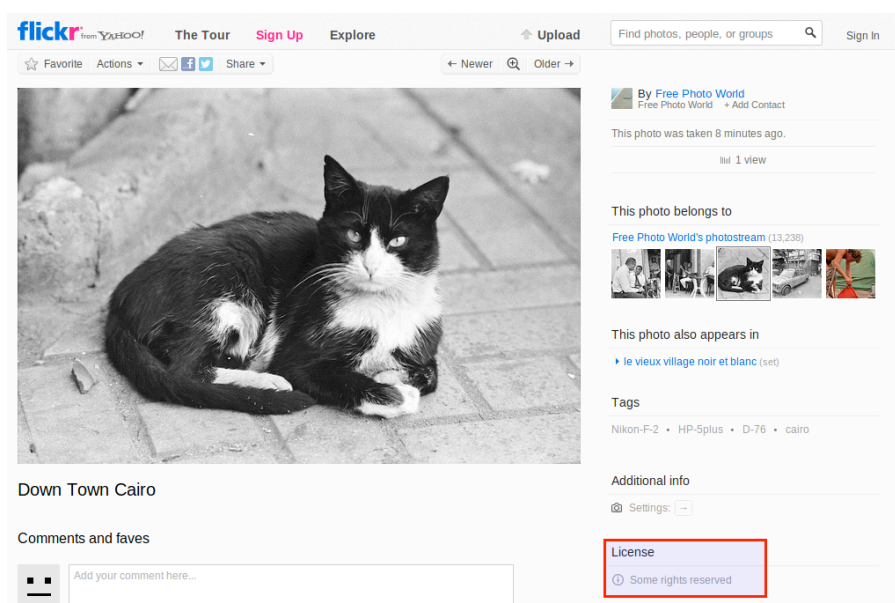 flickr from YAHOO!
The Tour
Sign Up
Explore
Upload
Find photos, people, or groups
Sign In
Favorite
Actions
Share
← Newer
Older →
By Free Photo World
Free Photo World + Add Contact
This photo was taken 8 minutes ago.
1 view
This photo belongs to
Free Photo World's photostream (13,238)
This photo also appears in
le vieux village noir et blanc (set)
Tags
Nikon-F-2 • HP-5plus • D-76 • cairo
Additional info
Settings: →
License
Some rights reserved
Down Town Cairo
Comments and faves
Add your comment here...